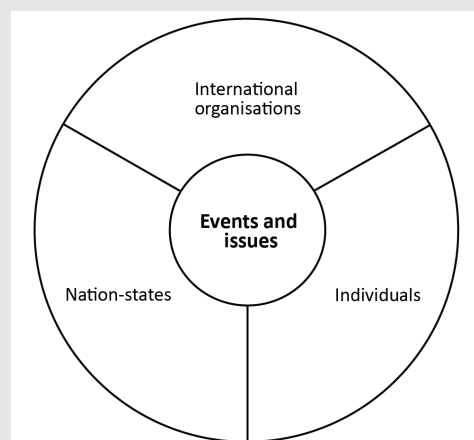 International
organisations
Events and
issues
Nation-states
Individuals